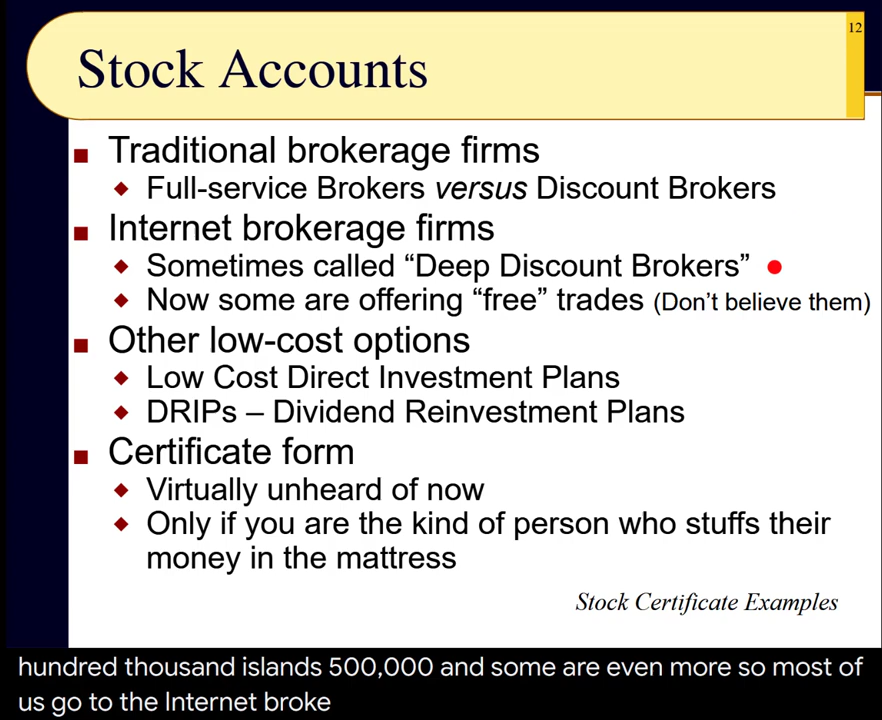 12
Stock Accounts
Traditional brokerage firms
Full-service Brokers versus Discount Brokers
Internet brokerage firms
Sometimes called “Deep Discount Brokers”
Now some are offering “free” trades (Don’t believe them)
Other low-cost options
Low Cost Direct Investment Plans
DRIPs – Dividend Reinvestment Plans
Certificate form
Virtually unheard of now
Only if you are the kind of person who stuffs their
money in the mattress
Stock Certificate Examples
hundred thousand islands 500,000 and some are even more so most of
us go to the Internet broke